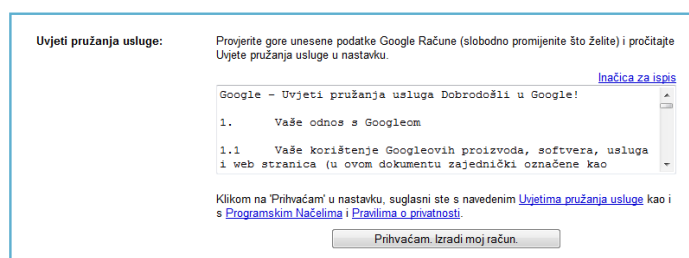 Uvjeti pružanja usluge:
Provjerite gore unesene podatke Google Račune (slobodno promijenite što želite) i pročitajte
Uvjete pružanja usluge u nastavku.
Inačica za ispis
Google - Uvjeti pružanja usluga Dobrodošli u Google!
1. Vaše odnos s Googleom
1.1 Vaše korištenje Googleovih proizvoda, softvera, usluga
i web stranica (u ovom dokumentu zajednički označene kao
Klikom na 'Prihvaćam' u nastavku, suglasni ste s navedenim Uvjetima pružanja usluge kao i
s Programskim Načelima i Pravilima o privatnosti.
Prihvaćam. Izradi moj račun.